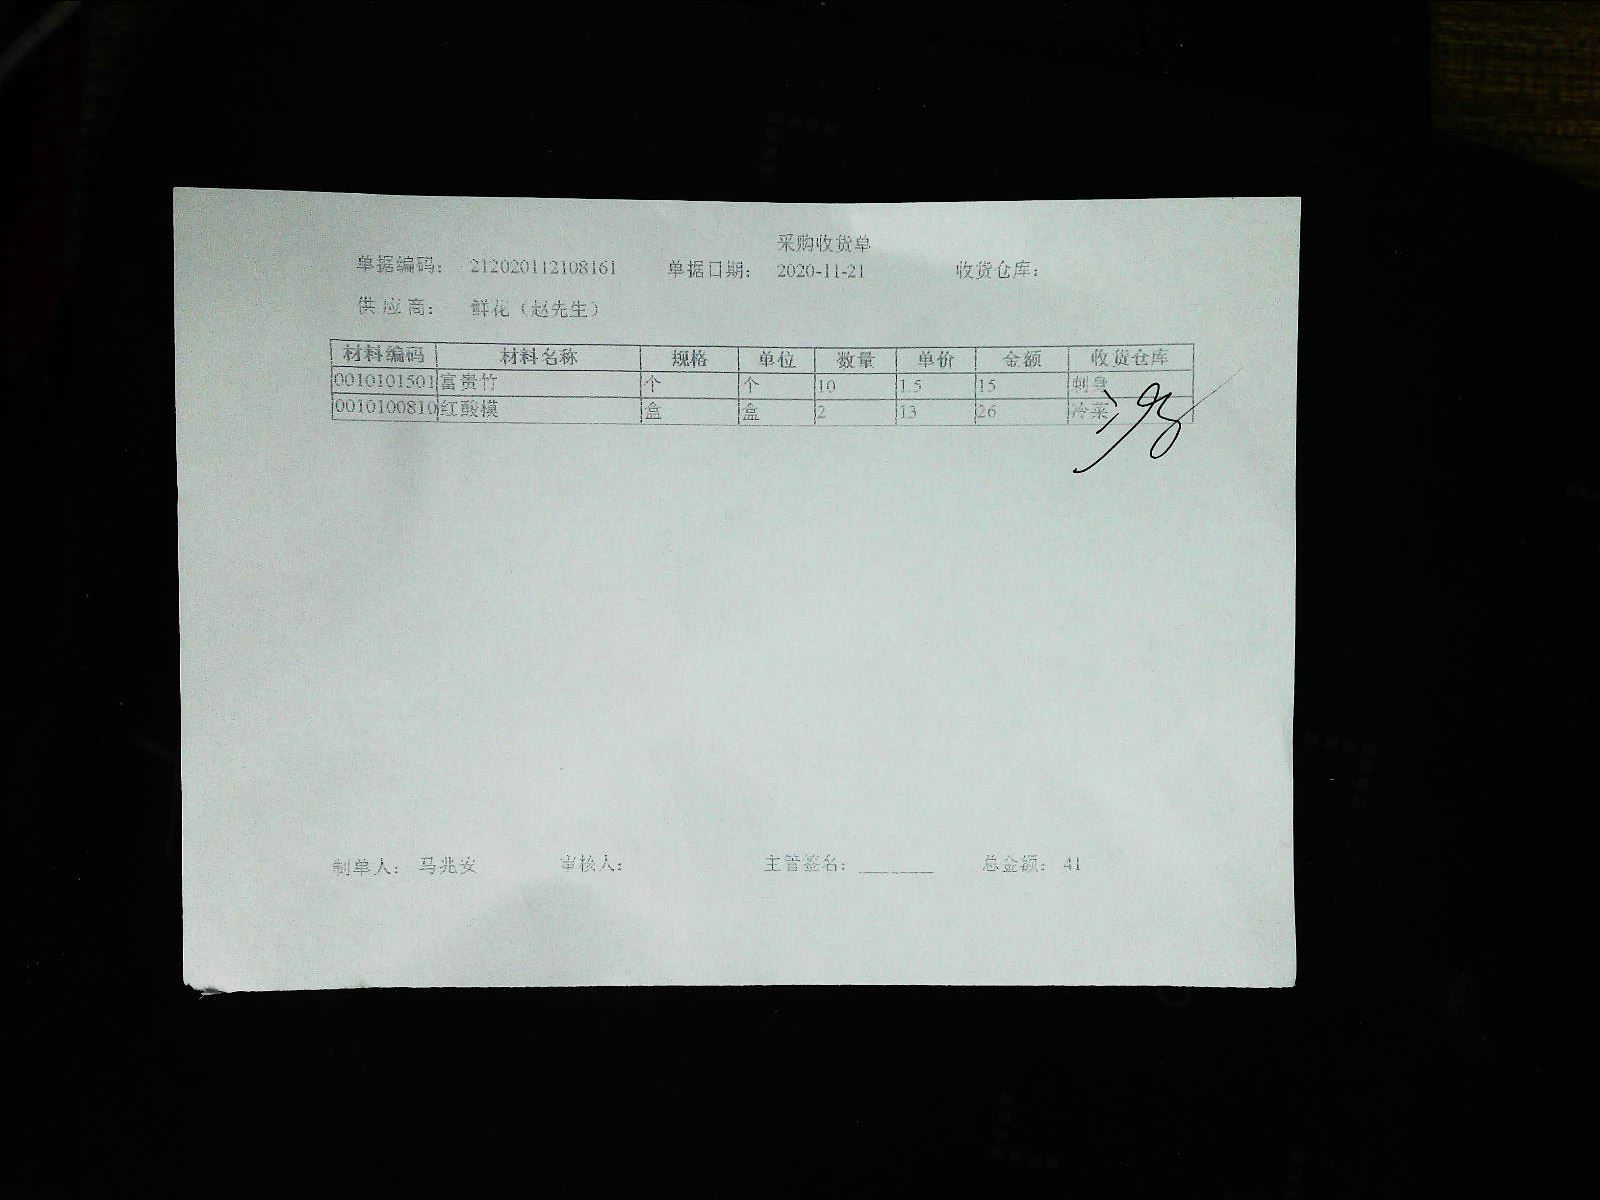 采购收货单
单据编码： 212020112108161 单据日期： 2020-11-21 收货仓库：
供应商： 鲜花（赵先生）
材料编码 材料名称 规格 单位 数量 单价 金额 收货仓库
0010101501 富贵竹 个 个 10 1.5 15 刺身
0010100810 红酸模 盒 盒 2 13 26 冷菜
制单人： 马兆安 审核人： 主管签名： 总金额： 41